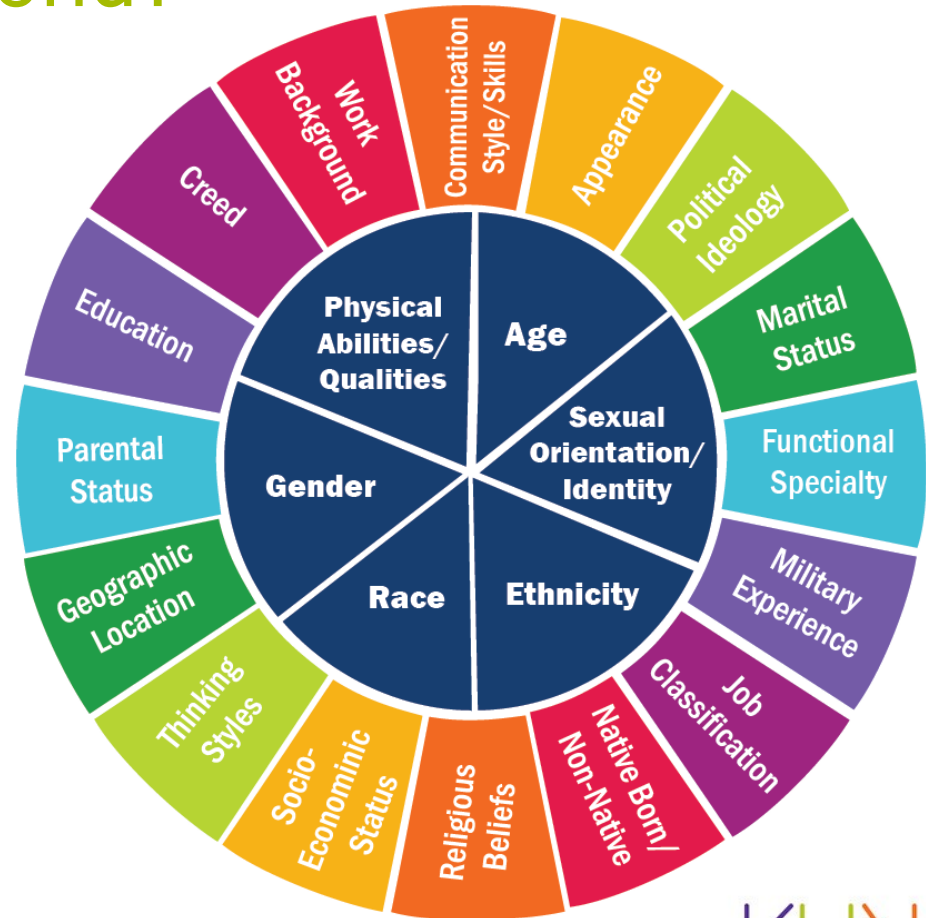 Communication
Style/Skills
Appearance
Political
Ideology
Marital
Status
Functional
Specialty
Military
Experience
Job
Classification
Native Born/
Non-Native
Religious
Beliefs
Socio-
Econominic
Status
Thinking
Styles
Geographic
Location
Parental
Status
Education
Creed
Work
Background
Age
Sexual
Orientation/
Identity
Ethnicity
Race
Gender
Physical
Abilities/
Qualities